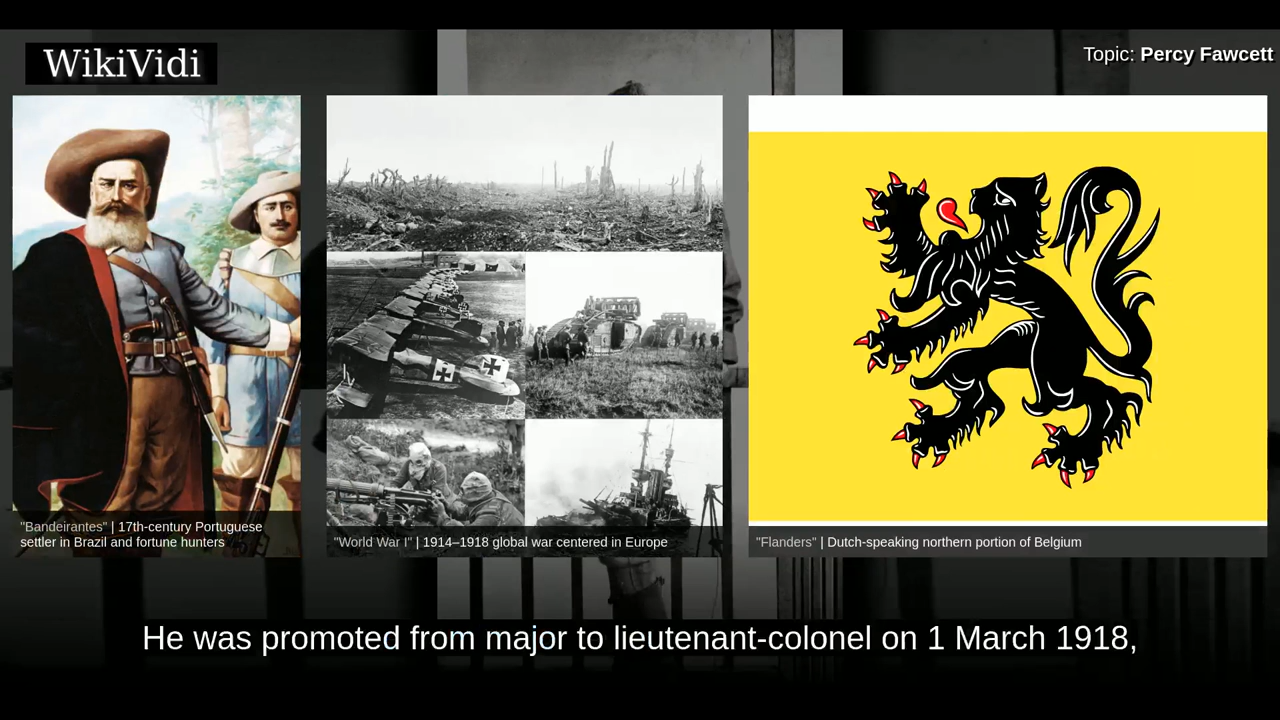 WikiVidi
Topic: Percy Fawcett
"Bandeirantes" | 17th-century Portuguese
settler in Brazil and fortune hunters
"World War I" | 1914–1918 global war centered in Europe
"Flanders" | Dutch-speaking northern portion of Belgium
He was promoted from major to lieutenant-colonel on 1 March 1918,